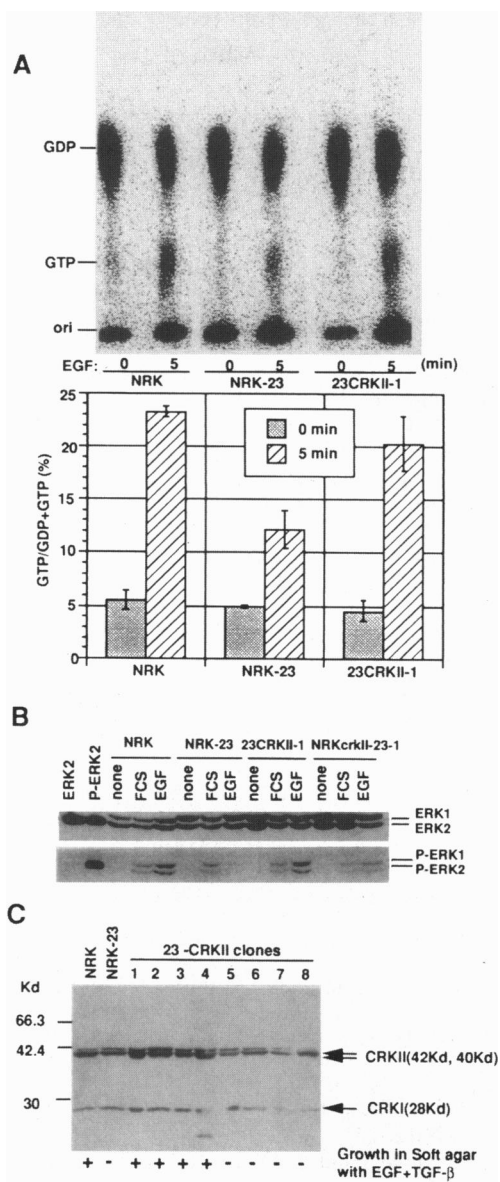 A
GDP
GTP
ori
EGF: 0 5 0 5 0 5 (min)
NRK NRK-23 23CRKII-1
25
20
15
10
5
0
GTP/GDP+GTP (%)
0 min
5 min
NRK NRK-23 23CRKII-1
B
NRK NRK-23 23CRKII-1 NRKcrkII-23-1
ERK2 P-ERK2 none FCS EGF none FCS EGF none FCS EGF none FCS EGF
ERK1
ERK2
P-ERK1
P-ERK2
C
NRK NRK-23 23 -CRKII clones
1 2 3 4 5 6 7 8
Kd
66.3
42.4
30
CRKII(42Kd, 40Kd)
CRKI(28Kd)
+ - + + + + - - - -
Growth in Soft agar
with EGF+TGF-β